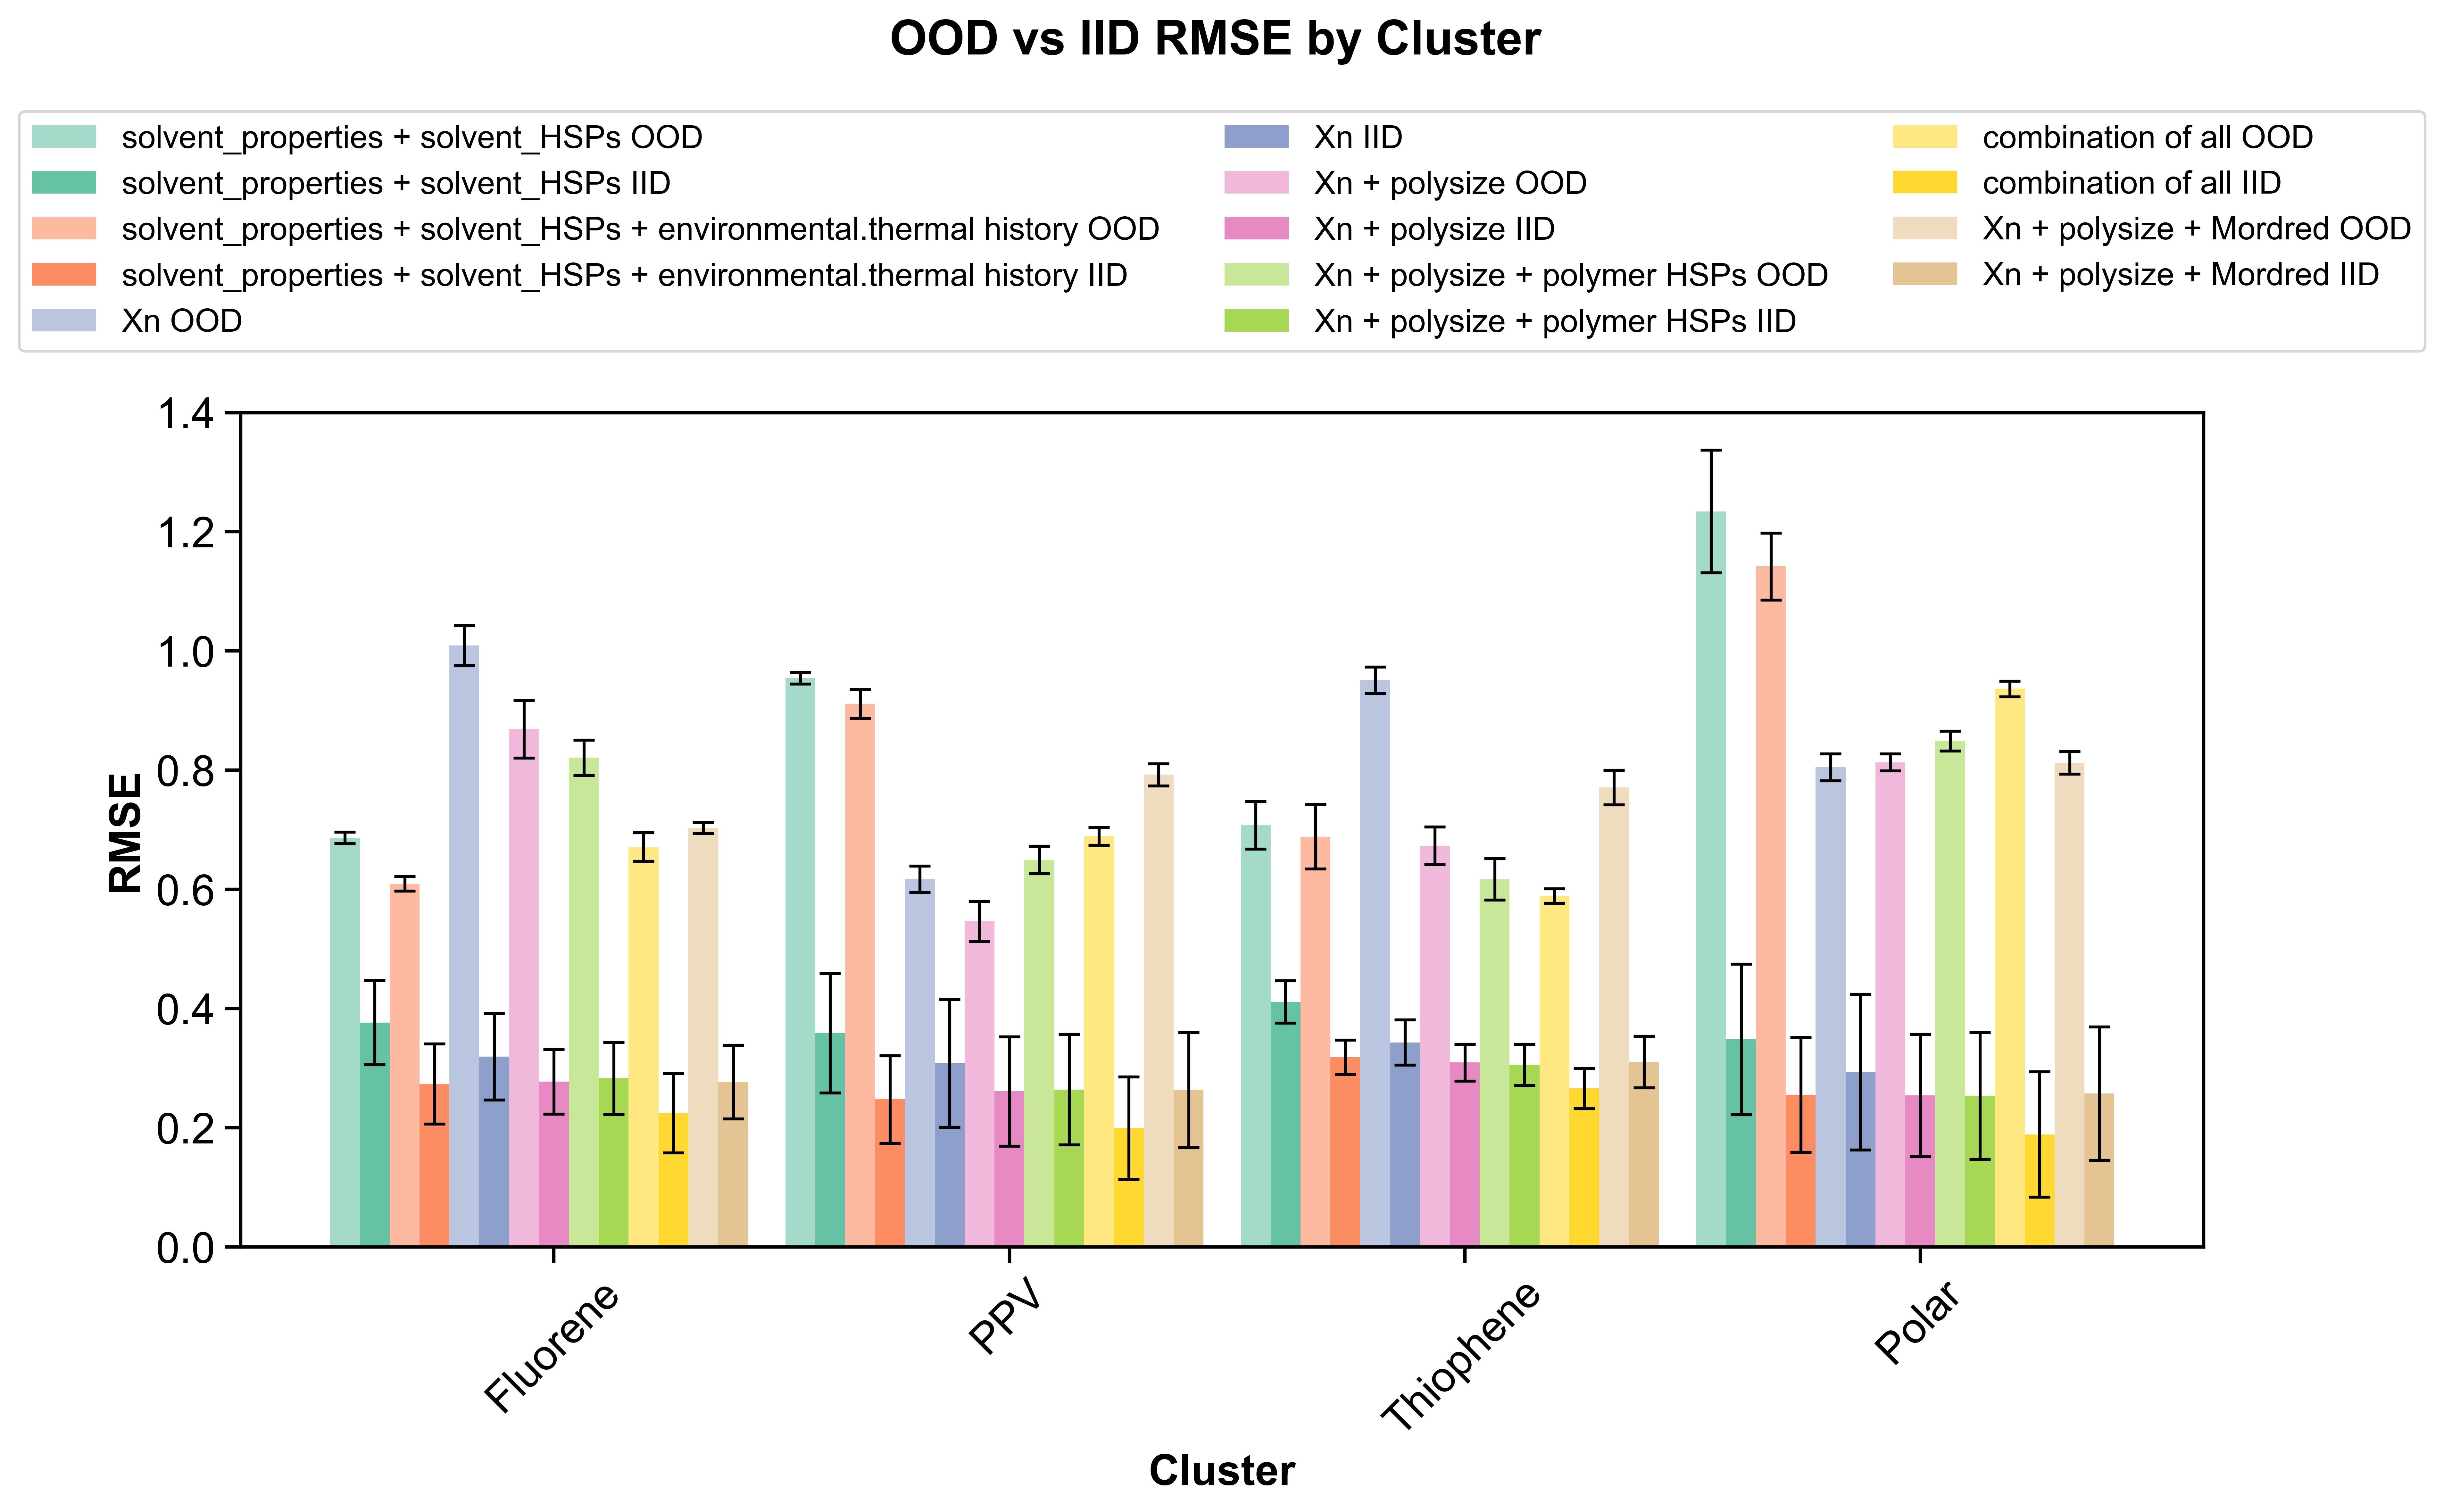 OOD vs IID RMSE by Cluster
solvent_properties + solvent_HSPs OOD
solvent_properties + solvent_HSPs IID
solvent_properties + solvent_HSPs + environmental.thermal history OOD
solvent_properties + solvent_HSPs + environmental.thermal history IID
Xn OOD
Xn IID
Xn + polysize OOD
Xn + polysize IID
Xn + polysize + polymer HSPs OOD
Xn + polysize + polymer HSPs IID
combination of all OOD
combination of all IID
Xn + polysize + Mordred OOD
Xn + polysize + Mordred IID
RMSE
1.4
1.2
1.0
0.8
0.6
0.4
0.2
0.0
Fluorene
PPV
Thiophene
Polar
Cluster